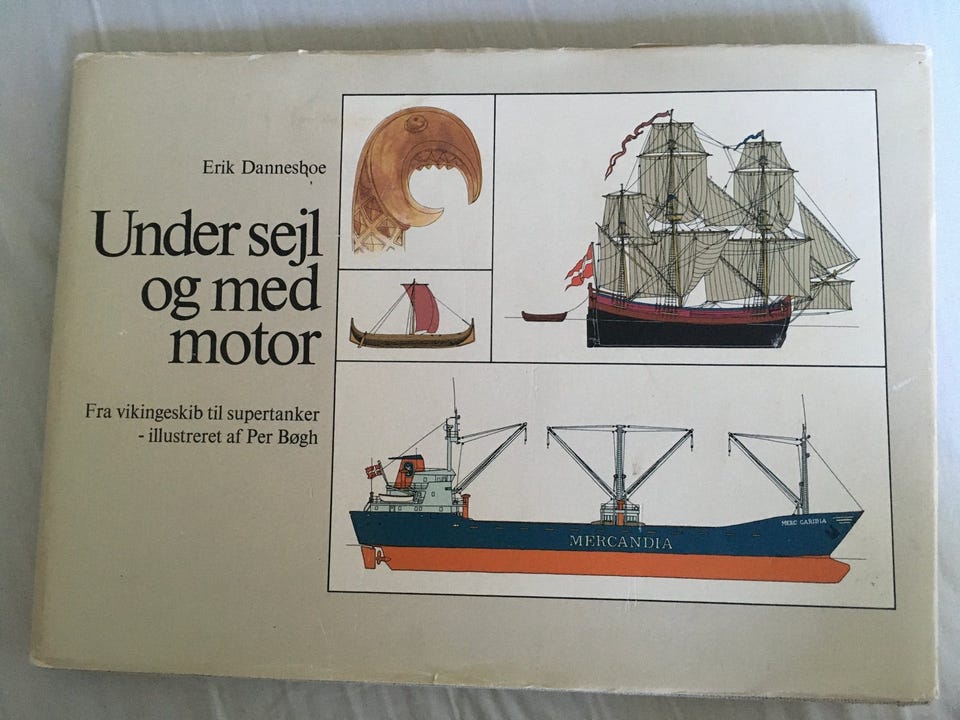 Erik Dannesboe
Under sejl
og med
motor
Fra vikingeskib til supertanker
- illustreret af Per Bøgh
MERC CARIBIA
MERCANDIA